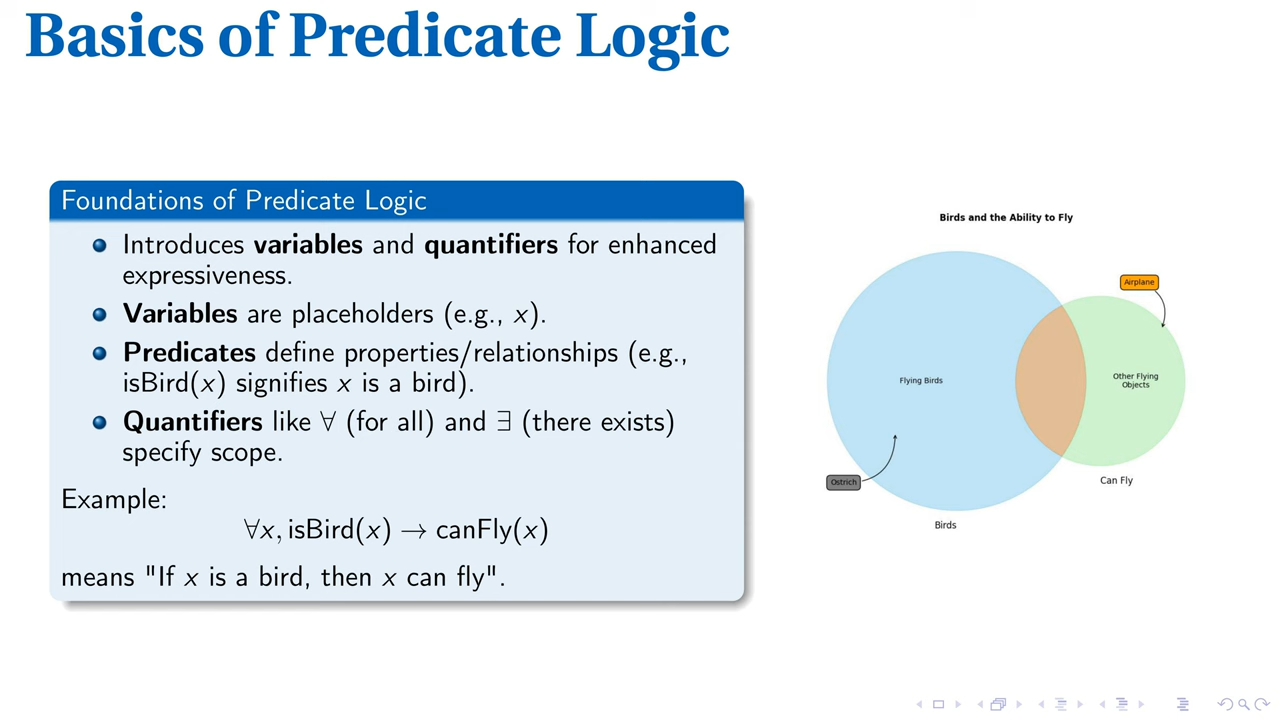 Basics of Predicate Logic
Foundations of Predicate Logic
Introduces variables and quantifiers for enhanced
expressiveness.
Variables are placeholders (e.g., x).
Predicates define properties/relationships (e.g.,
isBird(x) signifies x is a bird).
Quantifiers like ∀ (for all) and ∃ (there exists)
specify scope.
Example:
∀x, isBird(x) → canFly(x)
means "If x is a bird, then x can fly".
Birds and the Ability to Fly
Airplane
Flying Birds
Other Flying
Objects
Ostrich
Can Fly
Birds